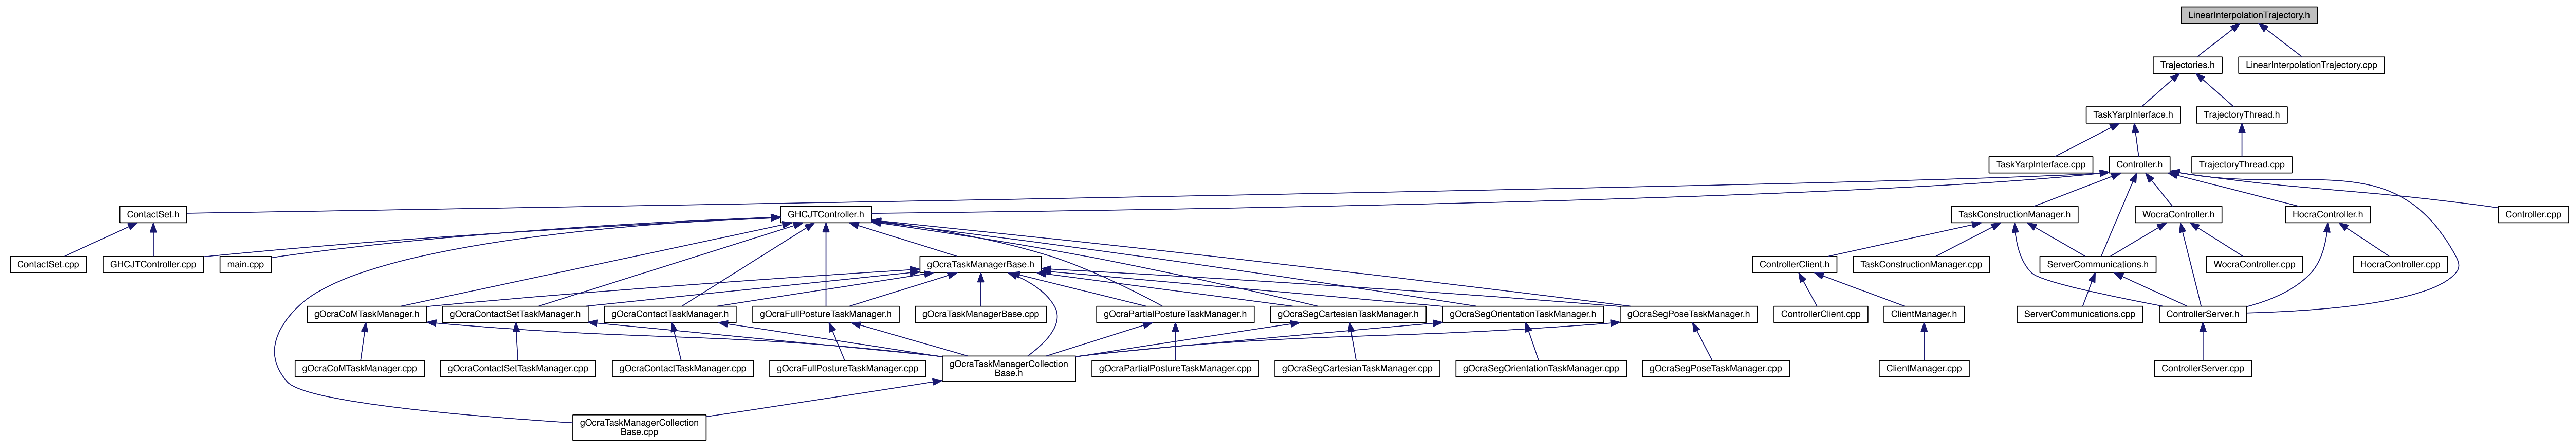 LinearInterpolationTrajectory.h
Trajectories.h
LinearInterpolationTrajectory.cpp
TaskYarpInterface.h
TrajectoryThread.h
TaskYarpInterface.cpp
Controller.h
TrajectoryThread.cpp
ContactSet.h
GHCJTController.h
TaskConstructionManager.h
WocraController.h
HocraController.h
Controller.cpp
ContactSet.cpp
GHCJTController.cpp
main.cpp
gOcraTaskManagerBase.h
ControllerClient.h
TaskConstructionManager.cpp
ServerCommunications.h
WocraController.cpp
HocraController.cpp
gOcraCoMTaskManager.h
gOcraContactSetTaskManager.h
gOcraContactTaskManager.h
gOcraFullPostureTaskManager.h
gOcraTaskManagerBase.cpp
gOcraPartialPostureTaskManager.h
gOcraSegCartesianTaskManager.h
gOcraSegOrientationTaskManager.h
gOcraSegPoseTaskManager.h
ControllerClient.cpp
ClientManager.h
ServerCommunications.cpp
ControllerServer.h
gOcraCoMTaskManager.cpp
gOcraContactSetTaskManager.cpp
gOcraContactTaskManager.cpp
gOcraFullPostureTaskManager.cpp
gOcraTaskManagerCollection
Base.h
gOcraPartialPostureTaskManager.cpp
gOcraSegCartesianTaskManager.cpp
gOcraSegOrientationTaskManager.cpp
gOcraSegPoseTaskManager.cpp
ClientManager.cpp
ControllerServer.cpp
gOcraTaskManagerCollection
Base.cpp